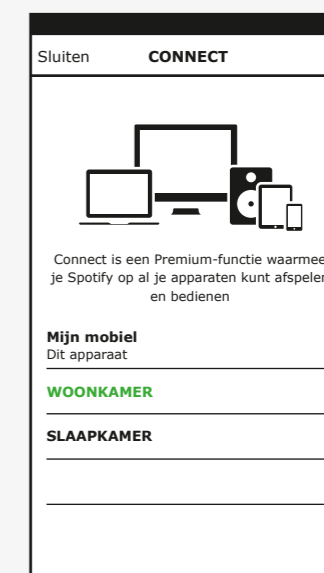 Sluiten CONNECT
Connect is een Premium-functie waarmee
je Spotify op al je apparaten kunt afspelen
en bedienen
Mijn mobiel
Dit apparaat
WOONKAMER
SLAAPKAMER